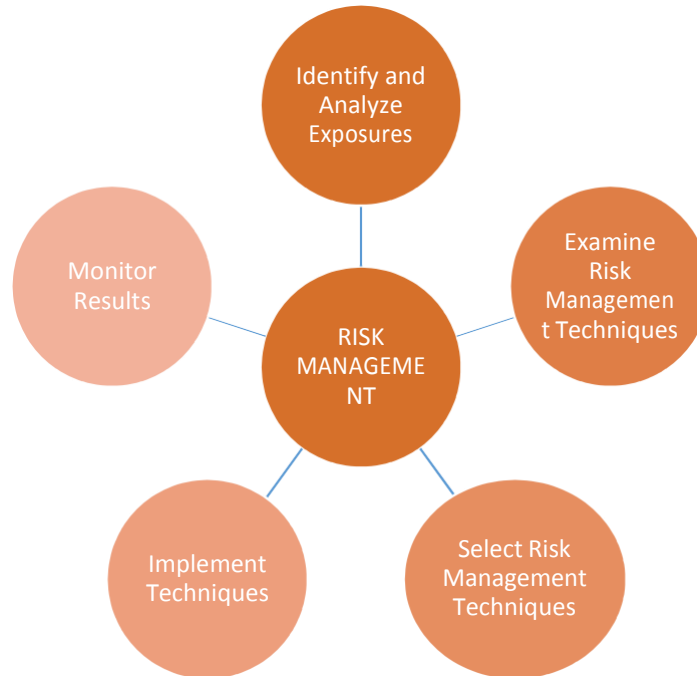 Identify and
Analyze
Exposures
Examine
Risk
Managemen
t Techniques
Select Risk
Management
Techniques
Implement
Techniques
Monitor
Results
RISK
MANAGEME
NT